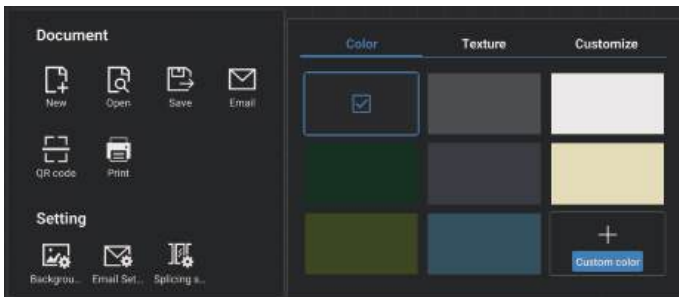 Document
New
Open
Save
Email
QR code
Print
Setting
Backgrou...
Email Set...
Splicing s...
Color
Texture
Customize
Custom color